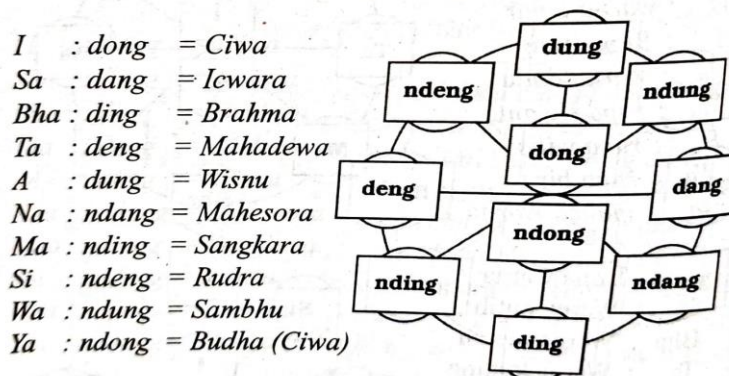 I : dong = Ciwa
Sa : dang = Icwara
Bha : ding = Brahma
Ta : deng = Mahadewa
A : dung = Wisnu
Na : ndang = Mahesora
Ma : nding = Sangkara
Si : ndeng = Rudra
Wa : ndung = Sambhu
Ya : ndong = Budha (Ciwa)
dung
ndeng
ndung
dong
deng
dang
ndong
nding
ndang
ding